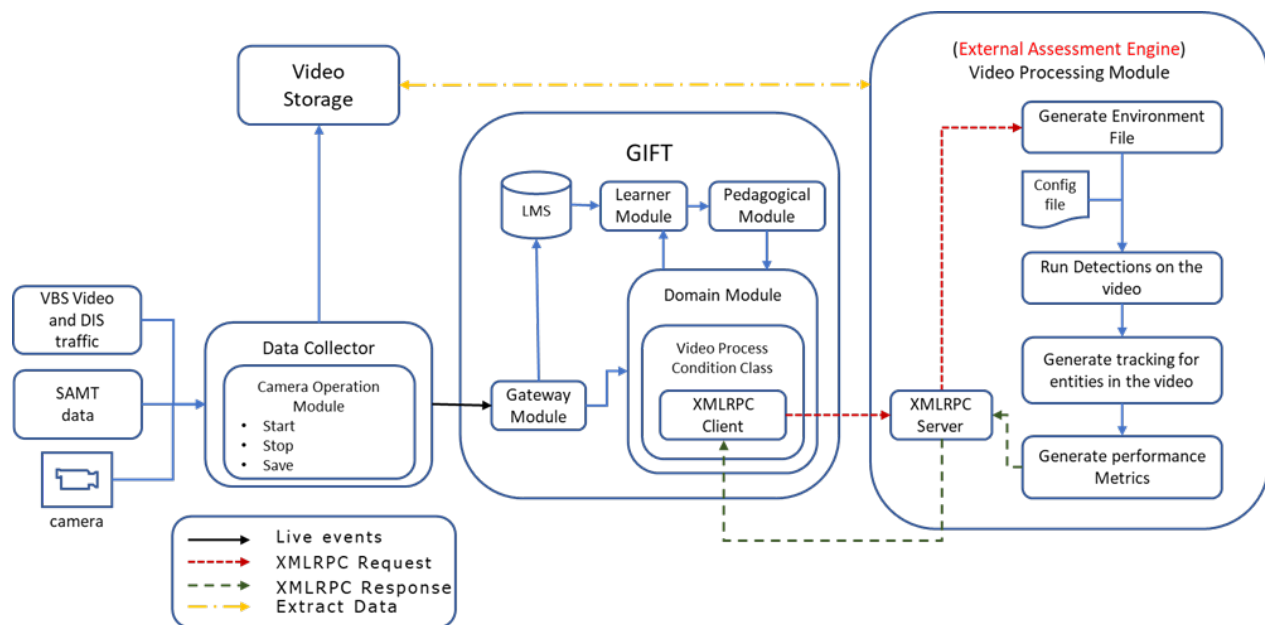 Video
Storage
(External Assessment Engine)
Video Processing Module
Generate Environment
File
Config
file
Run Detections on the
video
Generate tracking for
entities in the video
Generate performance
Metrics
XMLRPC
Server
GIFT
LMS
Learner
Module
Pedagogical
Module
Domain Module
Video Process
Condition Class
XMLRPC
Client
Gateway
Module
VBS Video
and DIS
traffic
SAMT
data
camera
Data Collector
Camera Operation
Module
• Start
• Stop
• Save
Live events
XMLRPC Request
XMLRPC Response
Extract Data